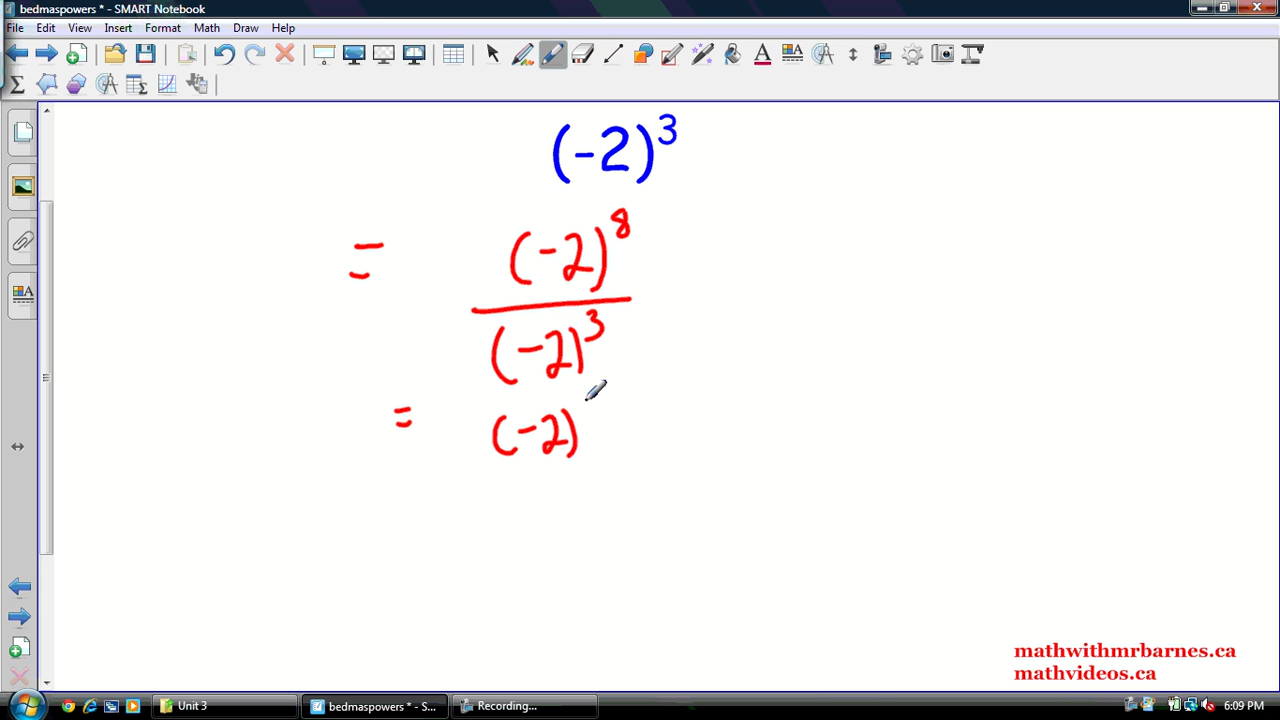 bedmaspowers * - SMART Notebook
File Edit View Insert Format Math Draw Help
(-2)^3
= (-2)^8
(-2)^3
= (-2)
mathwithmrbarnes.ca
mathvideos.ca
Unit 3 bedmaspowers * - S... Recording... 6:09 PM